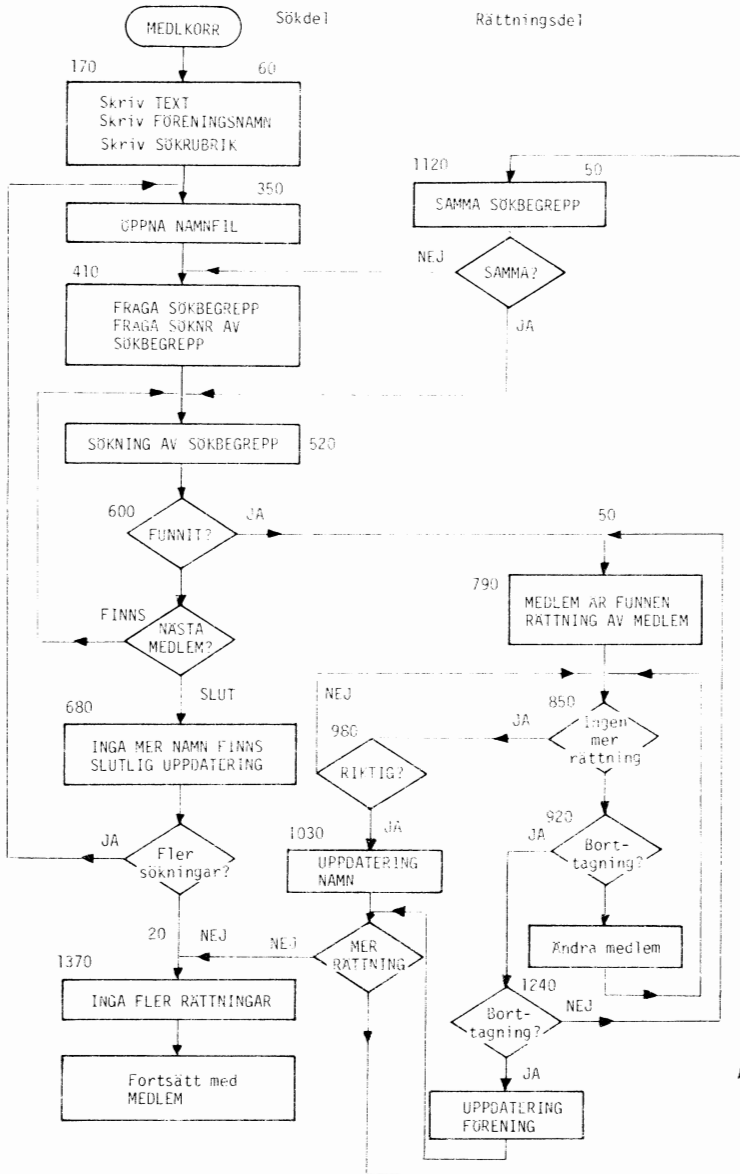 Sökdel
Rättningsdel
MEDLKORR
170
60
Skriv TEXT
Skriv FÖRENINGSNAMN
Skriv SÖKRUBRIK
350
ÖPPNA NAMNFIL
1120
50
SAMMA SÖKBEGREPP
NEJ
SAMMA?
JA
410
FRAGA SÖKBEGREPP
FRAGA SÖKNR AV
SÖKBEGREPP
SÖKNING AV SÖKBEGREPP
520
600
FUNNIT?
JA
50
790
MEDLEM ÄR FUNNEN
RÄTTNING AV MEDLEM
FINNS
NÄSTA
MEDLEM?
SLUT
680
INGA MER NAMN FINNS
SLUTLIG UPPDATERING
NEJ
850
JA
Ingen
mer
rättning
980
RIKTIG?
JA
920
JA
Bort-
tagning?
JA
Fler
sökningar?
1030
UPPDATERING
NAMN
Ändra medlem
20
NEJ
NEJ
MER
RÄTTNING
1370
INGA FLER RÄTTNINGAR
1240
NEJ
Bort-
tagning?
JA
Fortsätt med
MEDLEM
UPPDATERING
FÖRENING